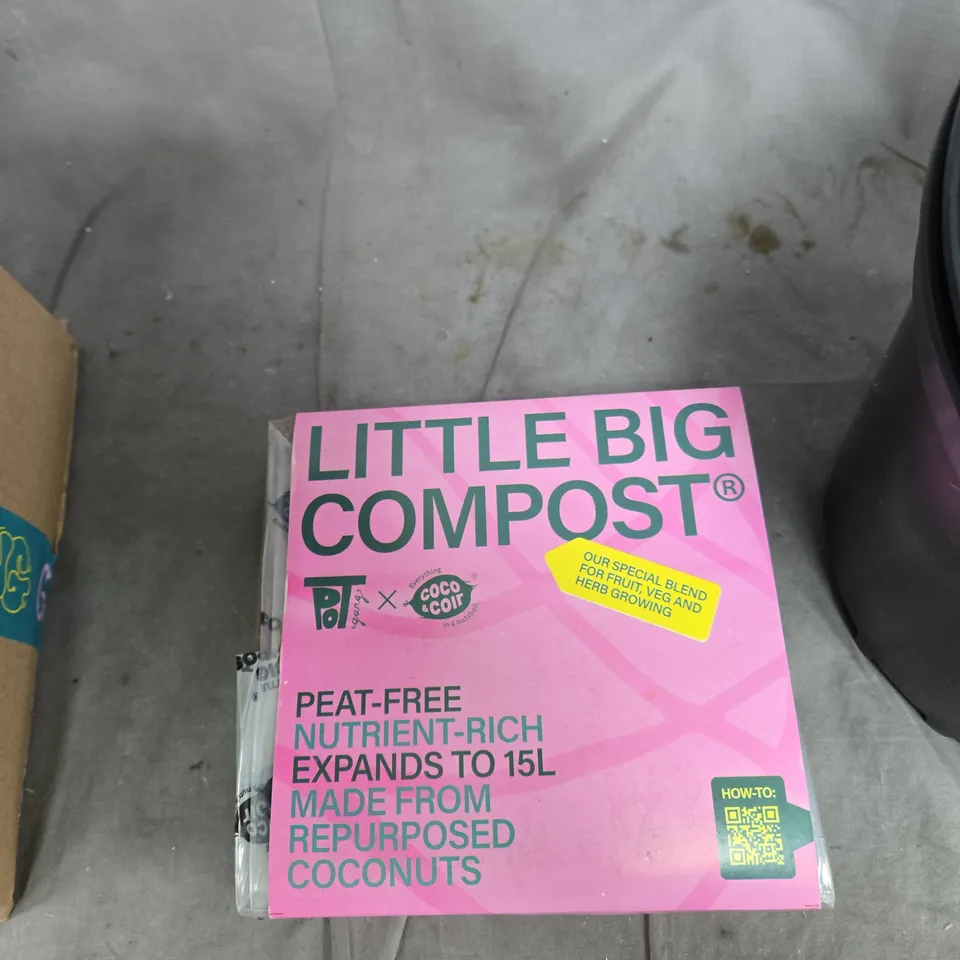 LITTLE BIG
COMPOST®
OUR SPECIAL BLEND
FOR FRUIT, VEG AND
HERB GROWING
POT gang
×
Everything
COCO
& COIR
in a nutshell
®
PEAT-FREE
NUTRIENT-RICH
EXPANDS TO 15L
MADE FROM
REPURPOSED
COCONUTS
HOW-TO: